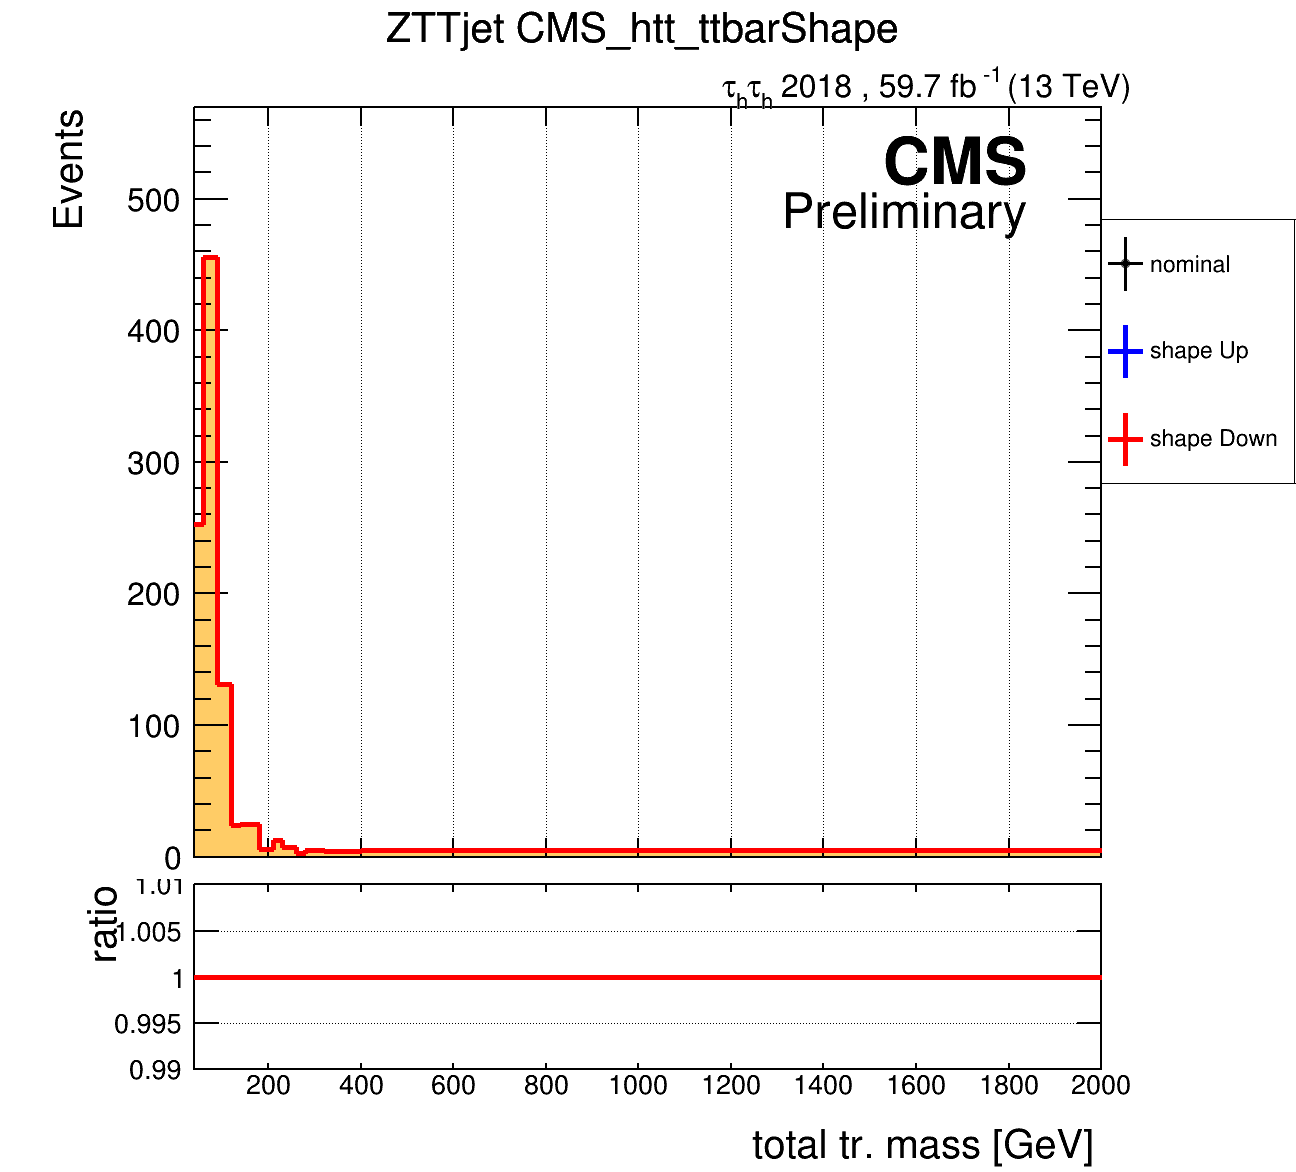 ZTTjet CMS_htt_ttbarShape
τhτh 2018 , 59.7 fb-1 (13 TeV)
Events
CMS
Preliminary
500
400
300
200
100
0
nominal
shape Up
shape Down
ratio
1.01
1.005
1
0.995
0.99
200 400 600 800 1000 1200 1400 1600 1800 2000
total tr. mass [GeV]